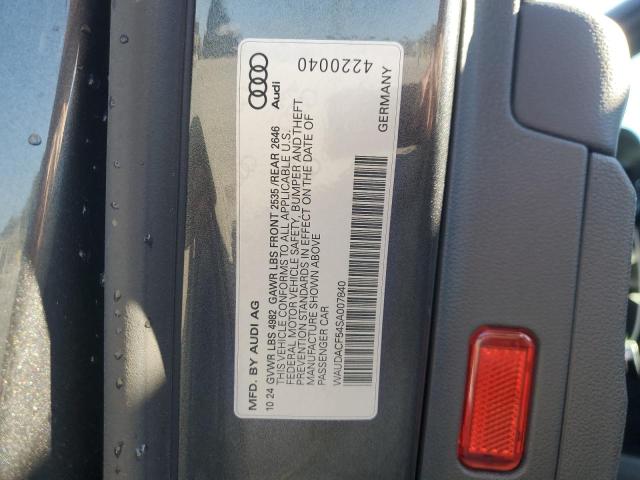 MFD. BY AUDI AG
Audi
10 24 GVWR LBS 4982 GAWR LBS FRONT 2535 /REAR 2646
THIS VEHICLE CONFORMS TO ALL APPLICABLE U.S.
FEDERAL MOTOR VEHICLE SAFETY, BUMPER AND THEFT
PREVENTION STANDARDS IN EFFECT ON THE DATE OF
MANUFACTURE SHOWN ABOVE
PASSENGER CAR
WAUDACF54SA007840
GERMANY
4220040